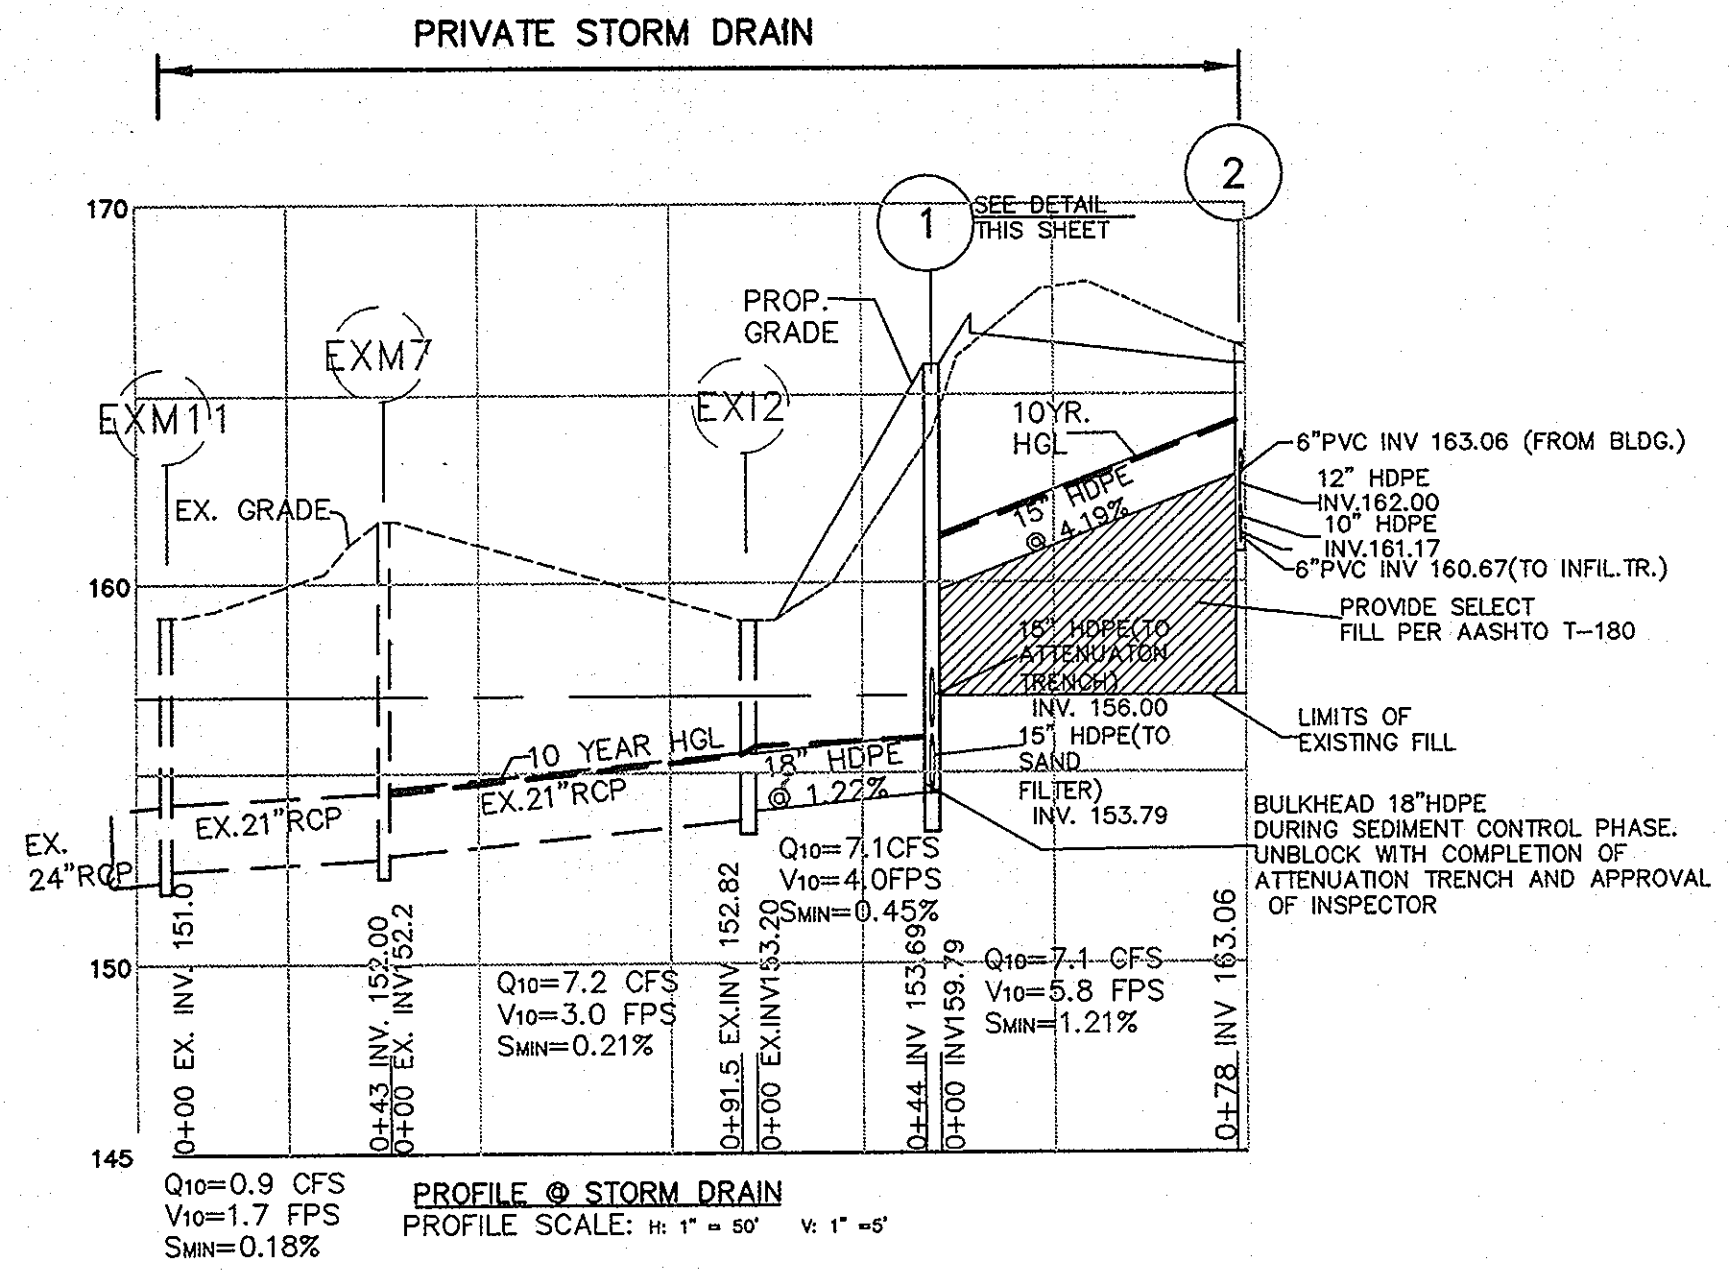 PRIVATE STORM DRAIN
2
170
1
SEE DETAIL
THIS SHEET
PROP.
GRADE
EXM7
EXM11
EXI2
10YR.
HGL
EX. GRADE
15" HDPE
@ 4.19%
6"PVC INV 163.06 (FROM BLDG.)
12" HDPE
INV.162.00
10" HDPE
INV.161.17
6"PVC INV 160.67(TO INFIL.TR.)
160
PROVIDE SELECT
FILL PER AASHTO T-180
15" HDPE(TO
ATTENUATON
TRENCH)
INV. 156.00
15" HDPE(TO
SAND
FILTER)
INV. 153.79
LIMITS OF
EXISTING FILL
10 YEAR HGL
18" HDPE
@ 1.22%
EX.21"RCP
EX.21"RCP
EX.
24"RCP
BULKHEAD 18"HDPE
DURING SEDIMENT CONTROL PHASE.
UNBLOCK WITH COMPLETION OF
ATTENUATION TRENCH AND APPROVAL
OF INSPECTOR
Q10=7.1CFS
V10=4.0FPS
SMIN=0.45%
150
Q10=7.2 CFS
V10=3.0 FPS
SMIN=0.21%
Q10=7.1 CFS
V10=5.8 FPS
SMIN=1.21%
0+00 EX. INV. 151.0
0+43 INV. 152.00
0+00 EX. INV152.2
0+91.5 EX.INV 152.82
0+00 EX.INV153.20
0+44 INV 153.69
0+00 INV159.79
0+78 INV 163.06
145
Q10=0.9 CFS
V10=1.7 FPS
SMIN=0.18%
PROFILE @ STORM DRAIN
PROFILE SCALE: H: 1" = 50' V: 1" =5'